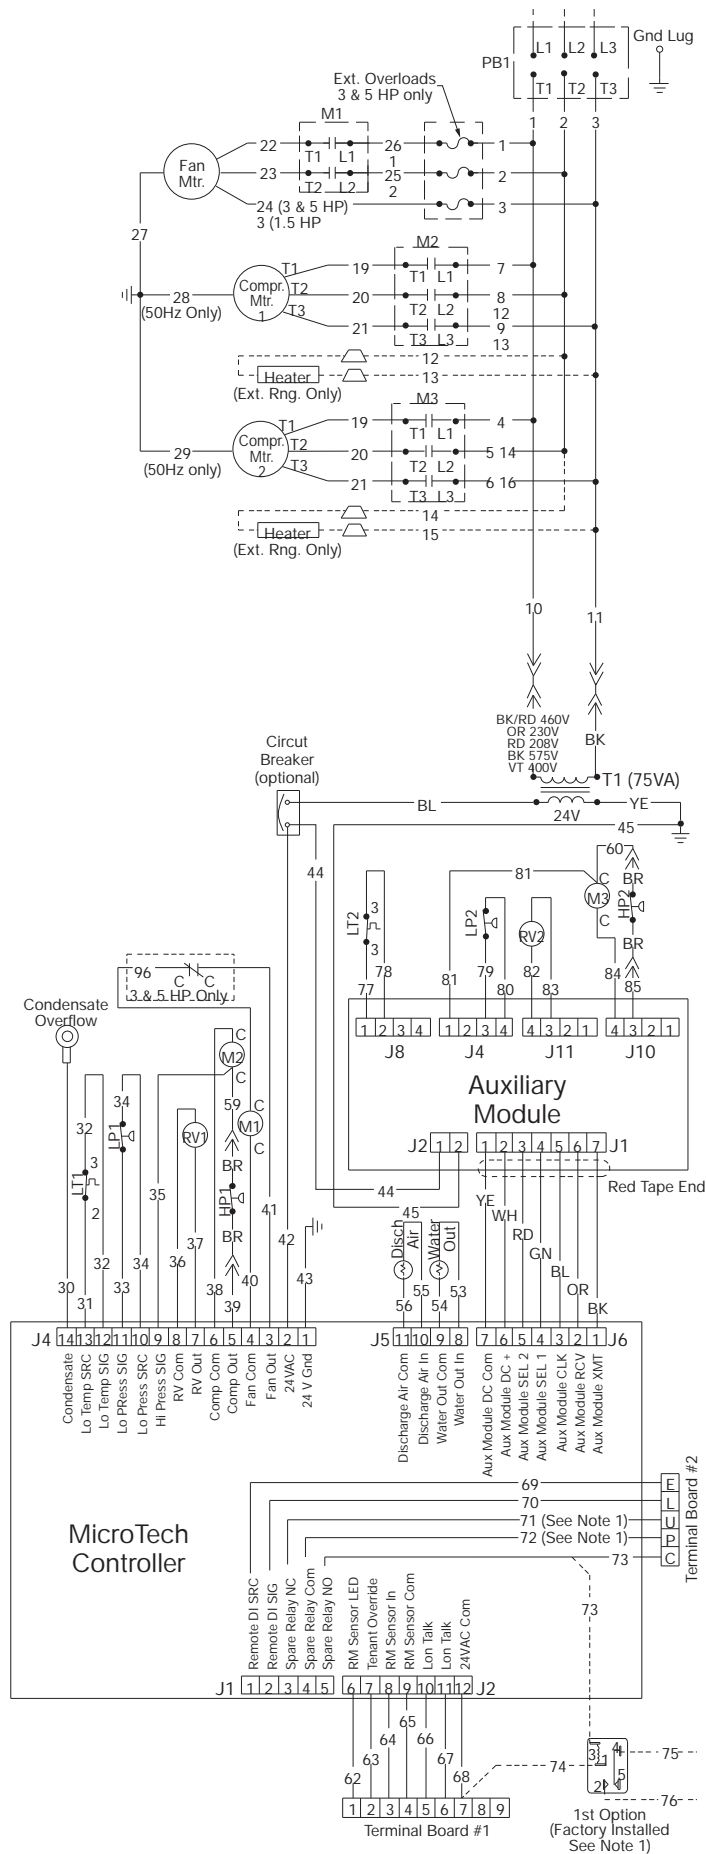 Gnd Lug
L1 L2 L3
PB1
T1 T2 T3
1 2 3
Ext. Overloads
3 & 5 HP only
M1
Fan
Mtr.
22
T1 L1
26
1
1
23
T2 L2
25
2
2
24 (3 & 5 HP)
3 (1.5 HP
3
27
M2
Compr.
Mtr.
1
T1
T2
T3
19
T1 L1
7
28
(50Hz Only)
20
T2 L2
8
12
21
T3 L3
9
13
12
Heater
13
(Ext. Rng. Only)
M3
Compr.
Mtr.
2
T1
T2
T3
19
T1 L1
4
29
(50Hz only)
20
T2 L2
5 14
21
T3 L3
6 16
14
Heater
15
(Ext. Rng. Only)
10
11
BK/RD 460V
OR 230V
RD 208V
BK 575V
VT 400V
BK
T1 (75VA)
24V
BL
YE
45
Circut
Breaker
(optional)
44
60
C
BR
81
M3
C
HP2
LT2
3
3
LP2
RV2
BR
77 78
81
79 80
82 83
84 85
1 2 3 4
J8
1 2 3 4
J4
4 3 2 1
J11
4 3 2 1
J10
Auxiliary
Module
J2
1 2
1 2 3 4 5 6 7
J1
Red Tape End
44
45
YE
WH
RD
GN
BL
OR
BK
96
C C
3 & 5 HP Only
Condensate
Overflow
C
M2
C
59
C
M1
C
BR
HP1
BR
RV1
34
LP1
32
3
LT1
2
30
31
32
33
34
35
36
37
38
39
40
41
42
43
Disch
Air
Water
Out
56
55
54
53
J4
14 13 12 11 10 9 8 7 6 5 4 3 2 1
Condensate
Lo Temp SRC
Lo Temp SIG
Lo PRess SIG
Lo Press SRC
Hi Press SIG
RV Com
RV Out
Comp Com
Comp Out
Fan Com
Fan Out
24VAC
24 V Gnd
J5
11 10 9 8
Discharge Air Com
Discharge Air In
Water Out Com
Water Out In
7 6 5 4 3 2 1
J6
Aux Module DC Com
Aux Module DC +
Aux Module SEL 2
Aux Module SEL 1
Aux Module CLK
Aux Module RCV
Aux Module XMT
MicroTech
Controller
69
70
71 (See Note 1)
72 (See Note 1)
73
E
L
U
P
C
Terminal Board #2
73
Remote DI SRC
Remote DI SIG
Spare Relay NC
Spare Relay Com
Spare Relay NO
J1
1 2 3 4 5
RM Sensor LED
Tenant Override
RM Sensor In
RM Sensor Com
Lon Talk
Lon Talk
24VAC Com
6 7 8 9 10 11 12
J2
62
63
64
65
66
67
68
74
3 4
1
5
2
75
76
1 2 3 4 5 6 7 8 9
Terminal Board #1
1st Option
(Factory Installed
See Note 1)